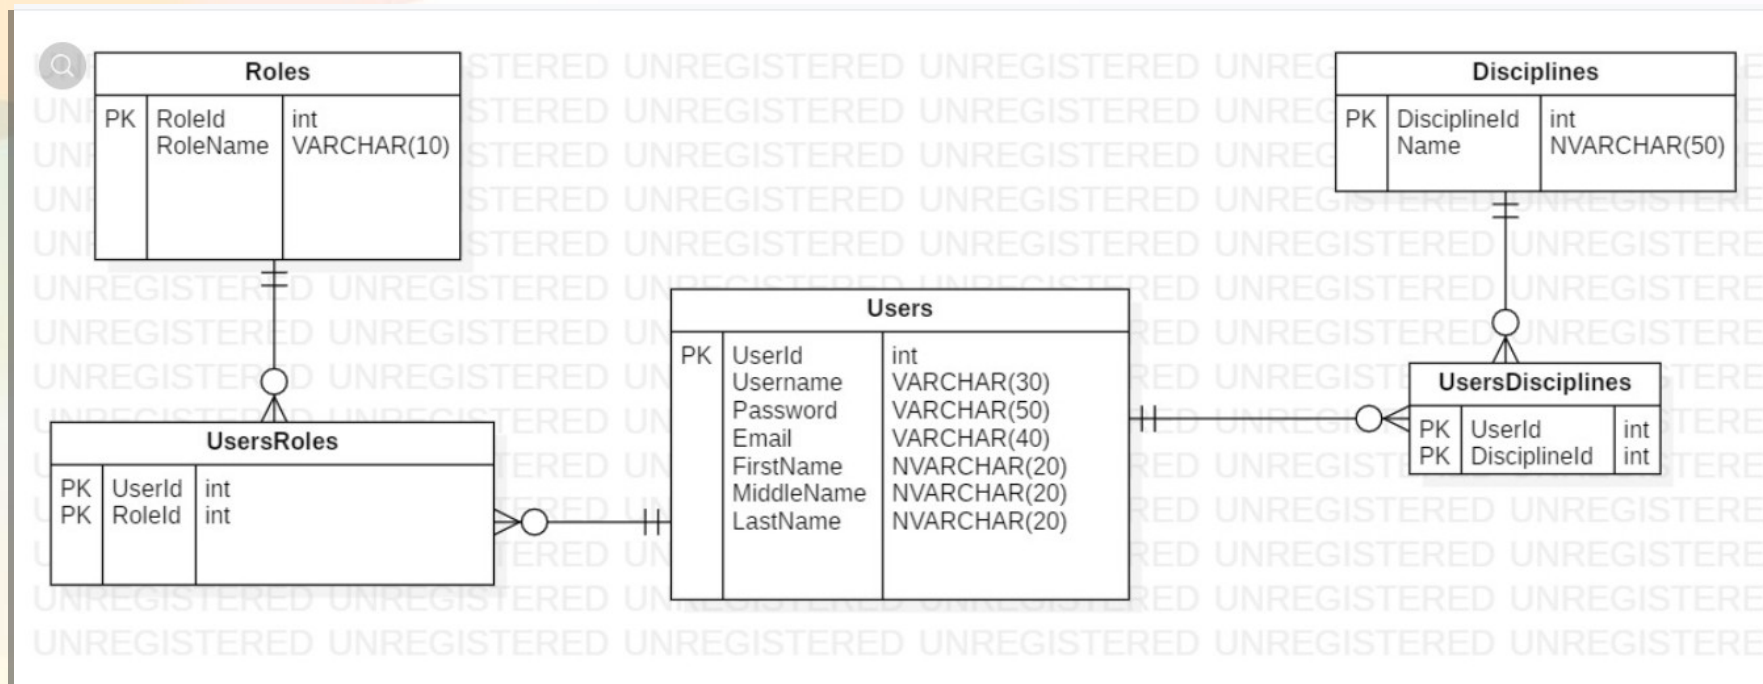 Roles
PK RoleId int
RoleName VARCHAR(10)
Disciplines
PK DisciplineId int
Name NVARCHAR(50)
Users
PK UserId int
Username VARCHAR(30)
Password VARCHAR(50)
Email VARCHAR(40)
FirstName NVARCHAR(20)
MiddleName NVARCHAR(20)
LastName NVARCHAR(20)
UsersDisciplines
PK UserId int
PK DisciplineId int
UsersRoles
PK UserId int
PK RoleId int
UNREGISTERED UNREGISTERED UNREGISTERED UNREGISTERED UNREGISTERED